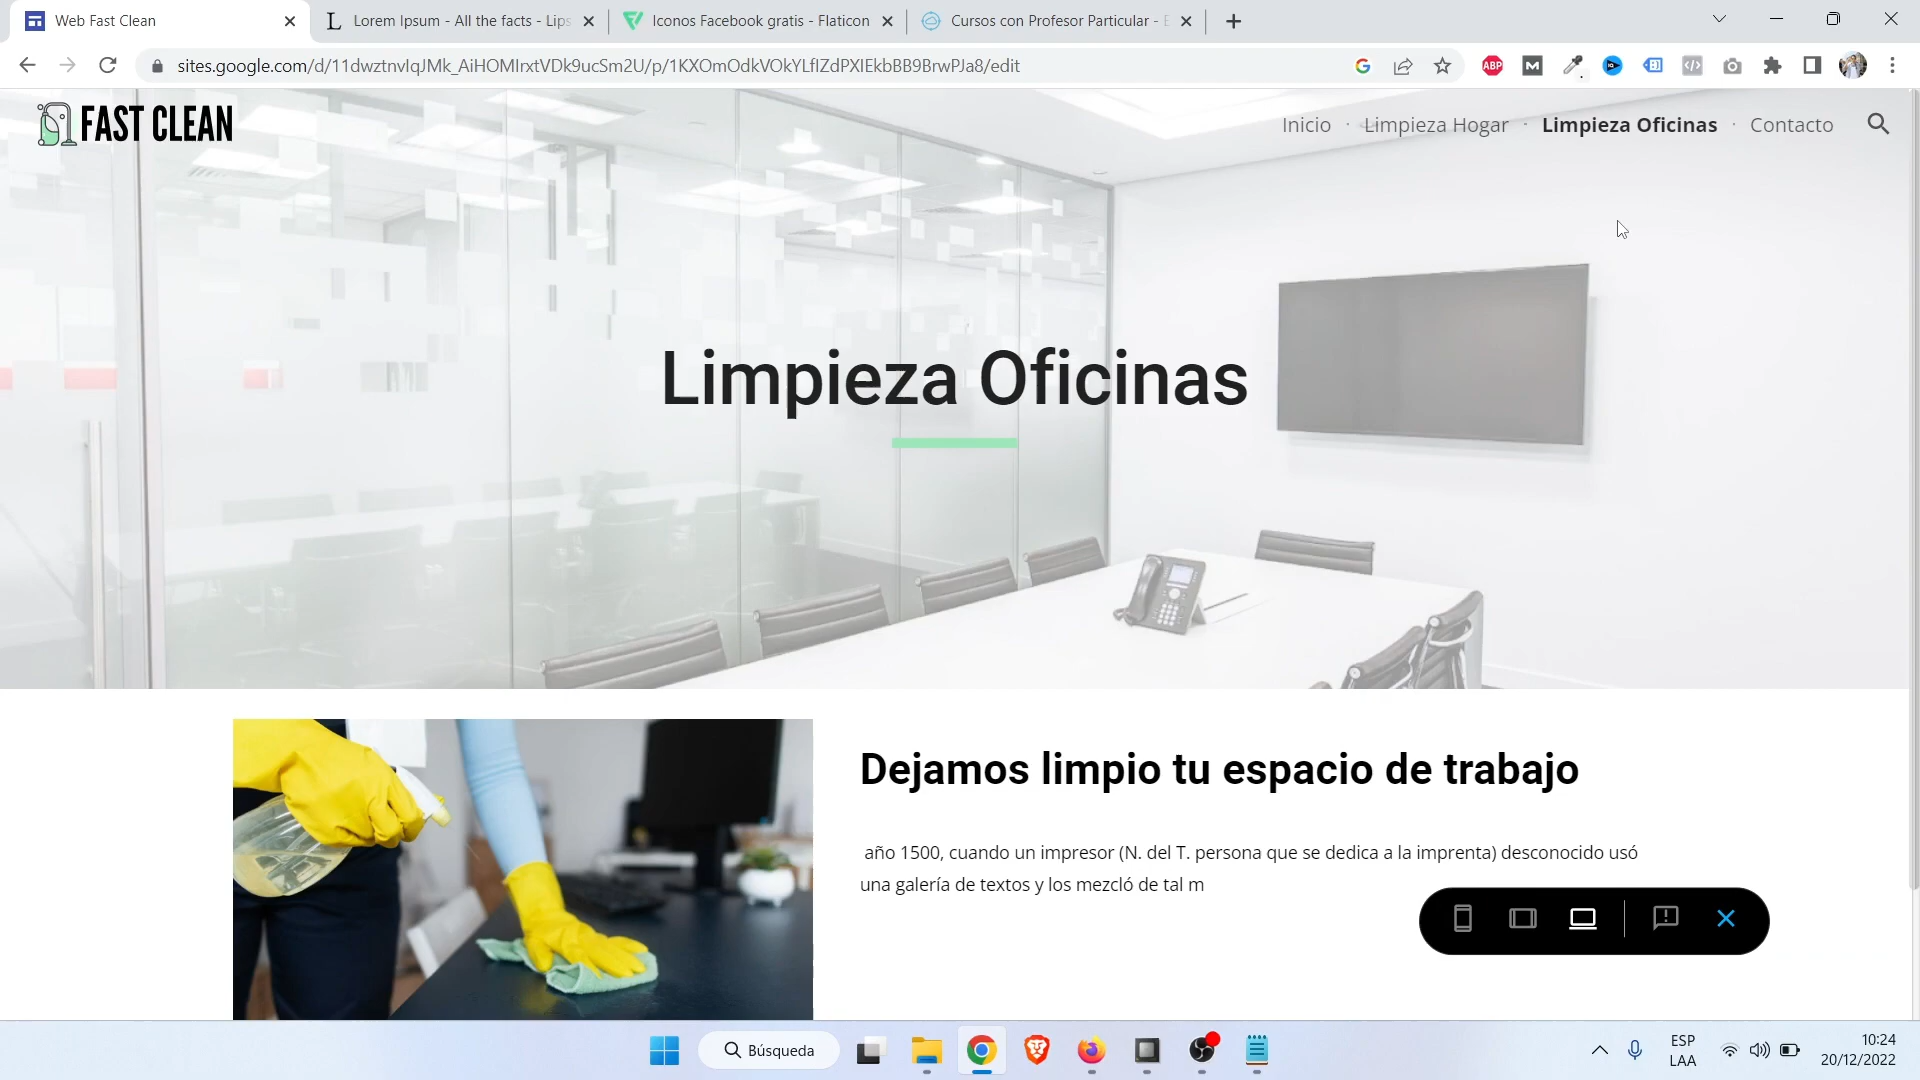 Web Fast Clean
Lorem Ipsum - All the facts - Lips
Iconos Facebook gratis - Flaticon
Cursos con Profesor Particular - E
sites.google.com/d/11dwztnvlqJMk_AiHOMIrxtVDk9ucSm2U/p/1KXOmOdkVOkYLflZdPXIEkbBB9BrwPJa8/edit
ABP
FAST CLEAN
Inicio · Limpieza Hogar · Limpieza Oficinas · Contacto
Limpieza Oficinas
Dejamos limpio tu espacio de trabajo
año 1500, cuando un impresor (N. del T. persona que se dedica a la imprenta) desconocido usó
una galería de textos y los mezcló de tal m
Búsqueda
ESP
LAA
10:24
20/12/2022